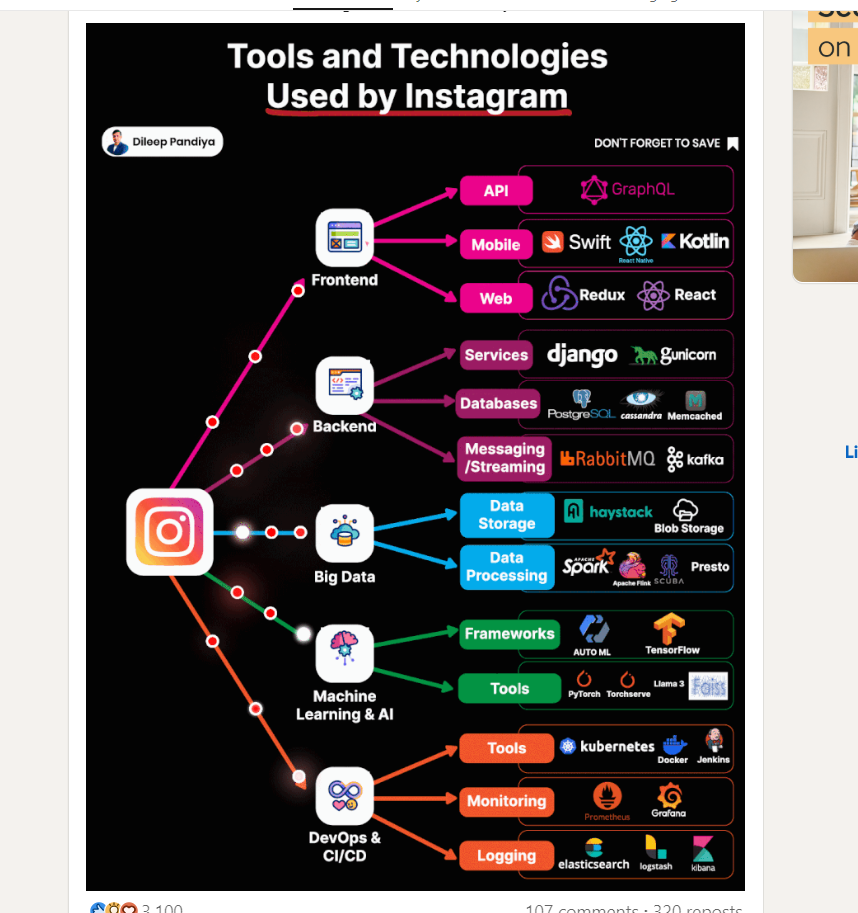 on
Tools and Technologies
Used by Instagram
Dileep Pandiya
DON'T FORGET TO SAVE
Frontend
API
GraphQL
Mobile
Swift
React Native
Kotlin
Web
Redux
React
Backend
Services
django
gunicorn
Databases
PostgreSQL
cassandra
Memcached
Messaging
/Streaming
RabbitMQ
kafka
Big Data
Data
Storage
haystack
Blob Storage
Data
Processing
APACHE
Spark
Apache Flink
SCUBA
Presto
Machine
Learning & AI
Frameworks
AUTO ML
TensorFlow
Tools
PyTorch
Torchserve
Llama 3
Faiss
DevOps &
CI/CD
Tools
kubernetes
Docker
Jenkins
Monitoring
Prometheus
Grafana
Logging
elasticsearch
logstash
kibana
Li
3,100
107 comments · 320 reposts